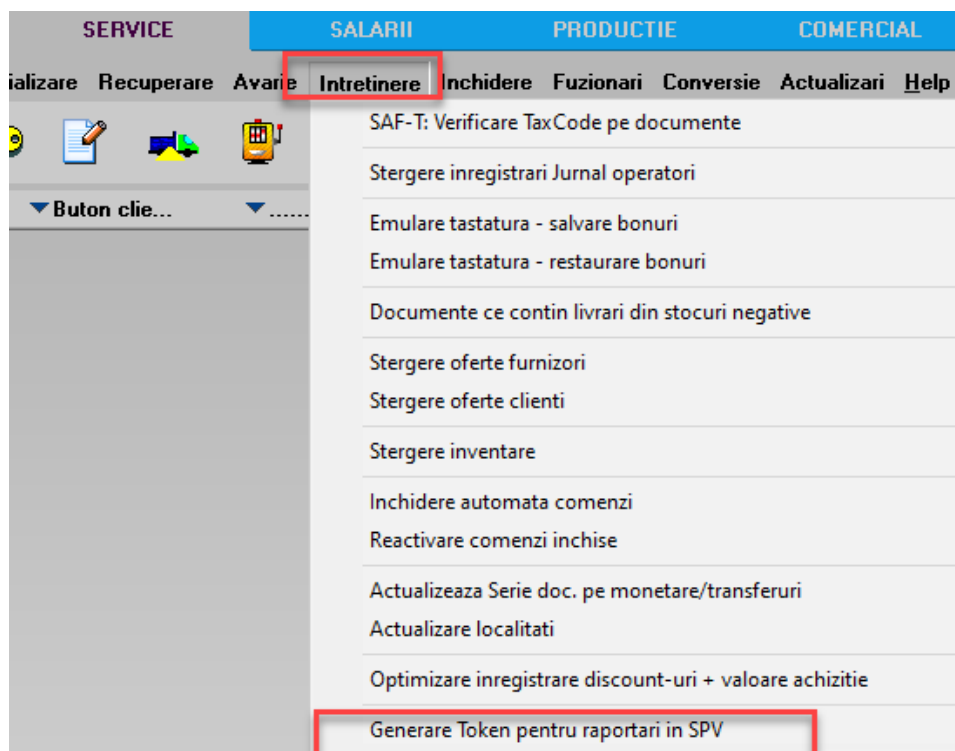 SERVICE SALARII PRODUCTIE COMERCIAL
ializare Recuperare Avarie Intretinere Inchidere Fuzionari Conversie Actualizari Help
Buton clie... ......
SAF-T: Verificare TaxCode pe documente
Stergere inregistrari Jurnal operatori
Emulare tastatura - salvare bonuri
Emulare tastatura - restaurare bonuri
Documente ce contin livrari din stocuri negative
Stergere oferte furnizori
Stergere oferte clienti
Stergere inventare
Inchidere automata comenzi
Reactivare comenzi inchise
Actualizeaza Serie doc. pe monetare/transferuri
Actualizare localitati
Optimizare inregistrare discount-uri + valoare achizitie
Generare Token pentru raportari in SPV